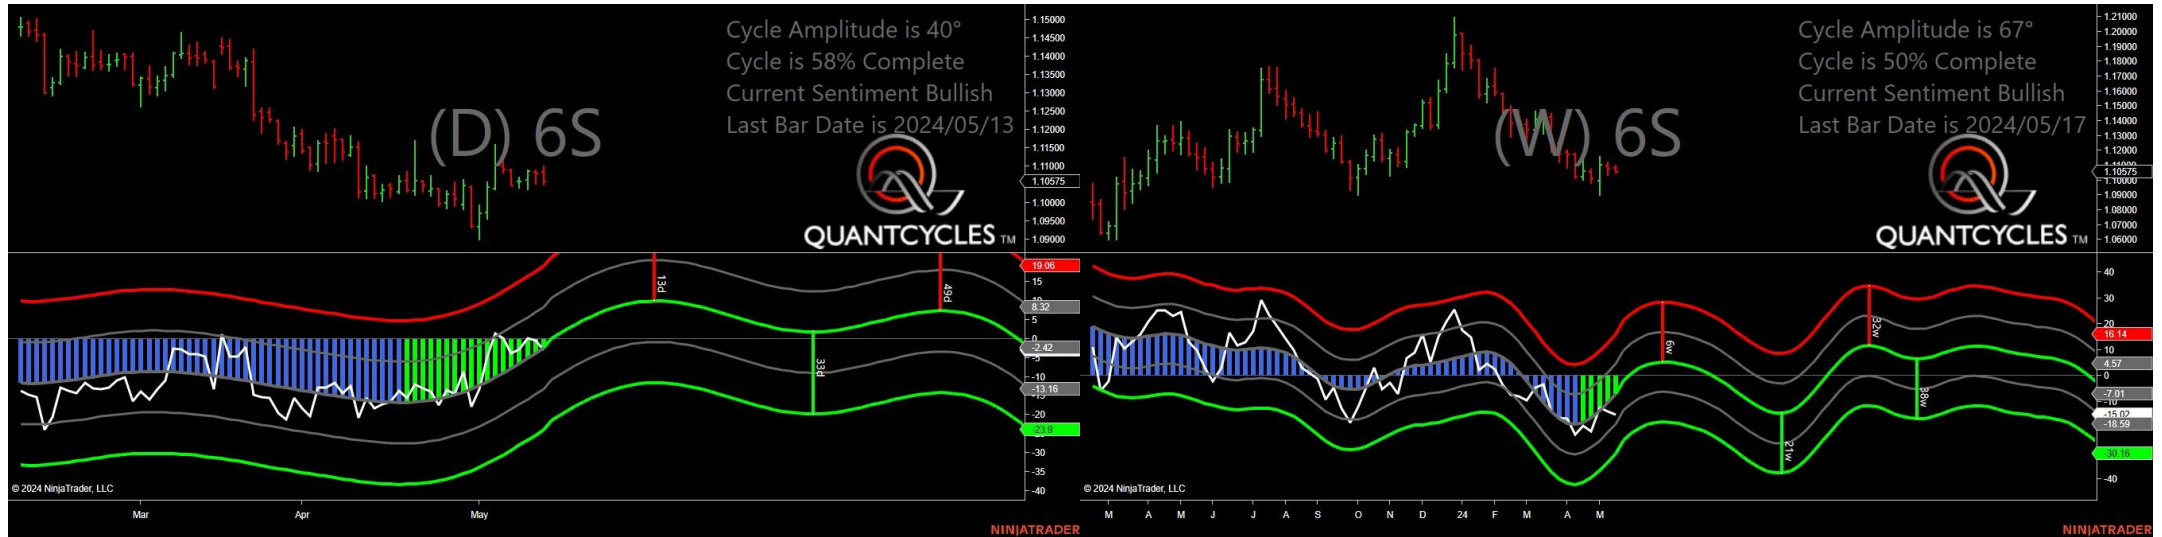 Cycle Amplitude is 40°
Cycle is 58% Complete
Current Sentiment Bullish
Last Bar Date is 2024/05/13
(D) 6S
QUANTCYCLES TM
1.15000
1.14500
1.14000
1.13500
1.13000
1.12500
1.12000
1.11500
1.11000
1.10575
1.10000
1.09500
1.09000
13d
33d
49d
19.06
15
8.32
5
0
-2.42
-5
-10
-13.16
-15
-20
-23.9
-30
-35
-40
© 2024 NinjaTrader, LLC
Mar
Apr
May
NINJATRADER
Cycle Amplitude is 67°
Cycle is 50% Complete
Current Sentiment Bullish
Last Bar Date is 2024/05/17
(W) 6S
QUANTCYCLES TM
1.21000
1.20000
1.19000
1.18000
1.17000
1.16000
1.15000
1.14000
1.13000
1.12000
1.11000
1.10575
1.10000
1.09000
1.08000
1.07000
1.06000
6w
21w
32w
38w
40
30
20
16.14
10
4.57
0
-7.01
-10
-15.02
-18.59
-30.16
-40
© 2024 NinjaTrader, LLC
M A M J J A S O N D 24 F M A M
NINJATRADER